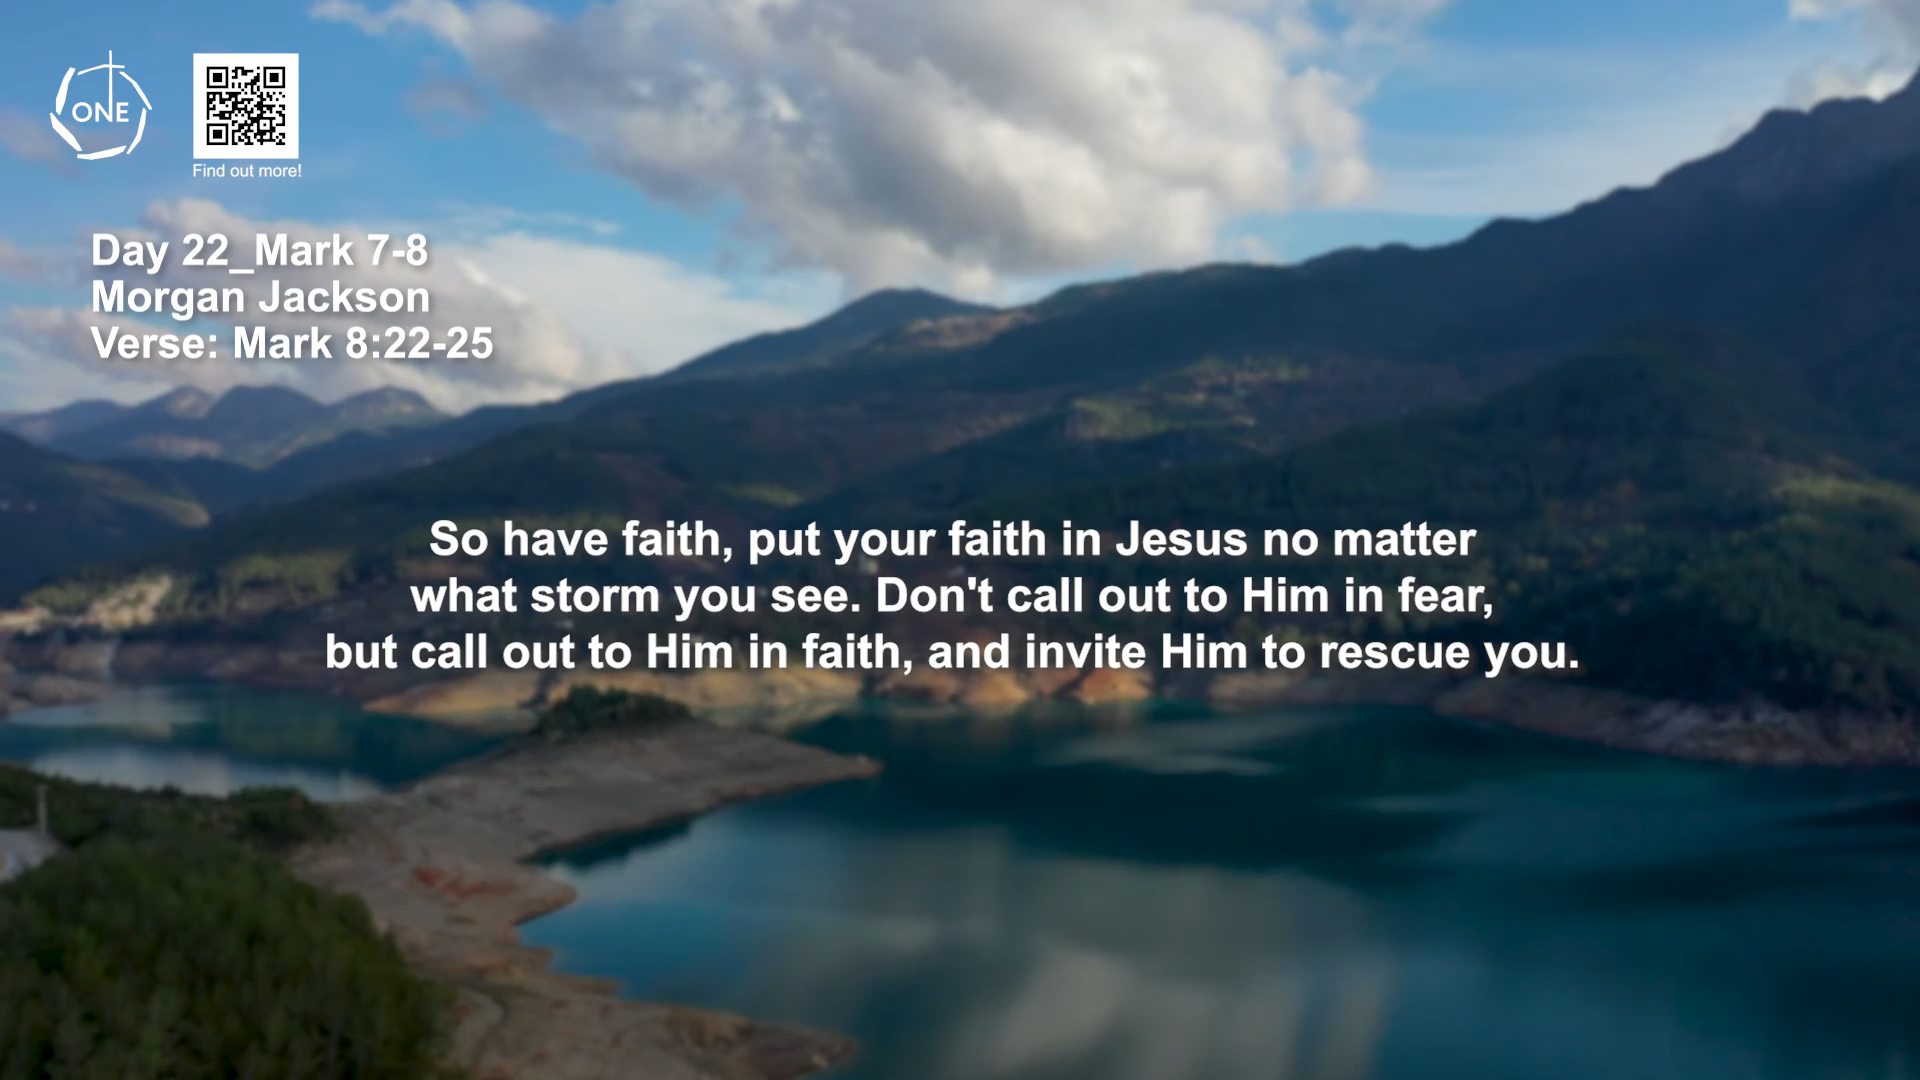 ONE
Find out more!
Day 22_Mark 7-8
Morgan Jackson
Verse: Mark 8:22-25
So have faith, put your faith in Jesus no matter
what storm you see. Don't call out to Him in fear,
but call out to Him in faith, and invite Him to rescue you.